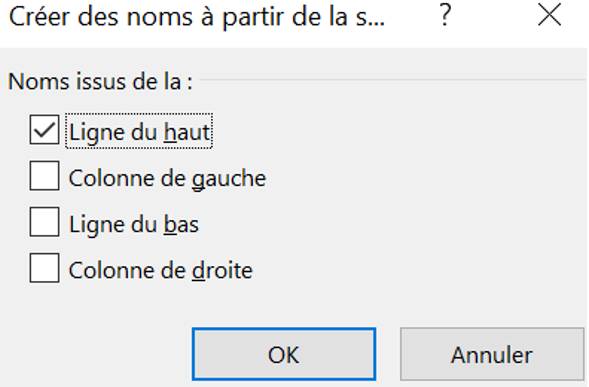 Créer des noms à partir de la s... ?
Noms issus de la :
Ligne du haut
Colonne de gauche
Ligne du bas
Colonne de droite
OK Annuler